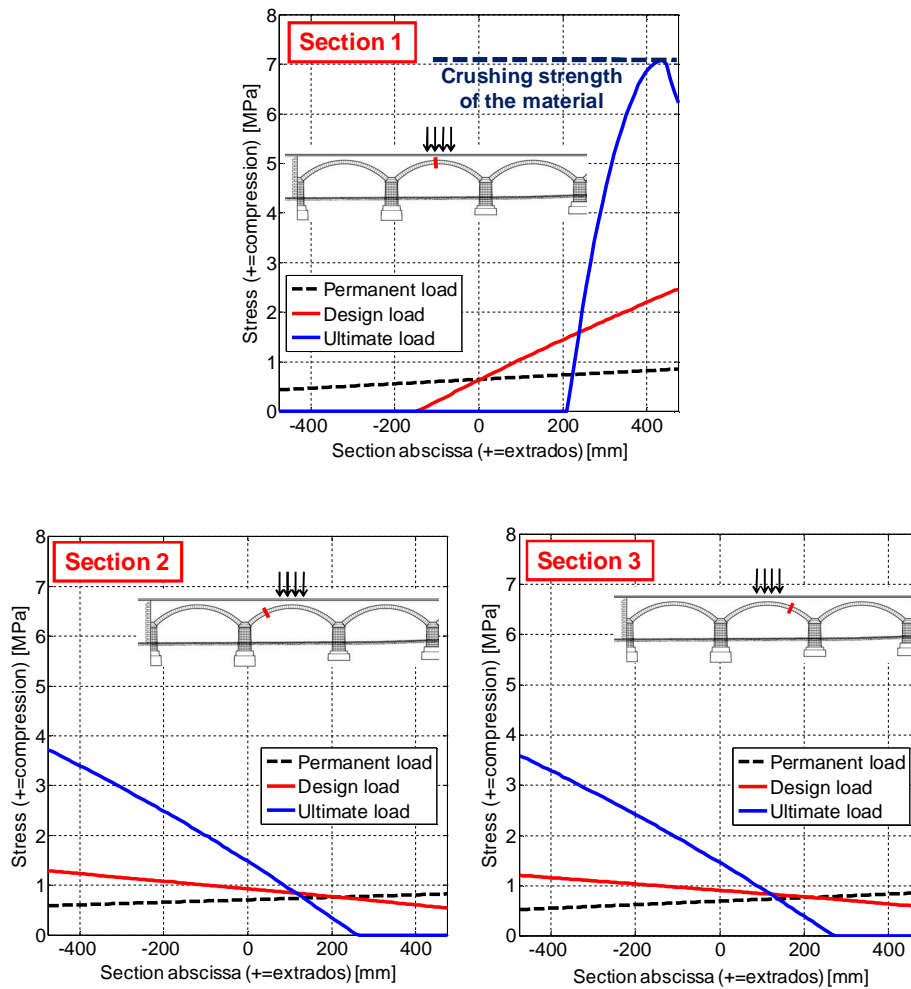 Section 1
Crushing strength
of the material
Stress (+=compression) [MPa]
8
7
6
5
4
3
2
1
0
Permanent load
Design load
Ultimate load
-400 -200 0 200 400
Section abscissa (+=extrados) [mm]
Section 2
Stress (+=compression) [MPa]
8
7
6
5
4
3
2
1
0
Permanent load
Design load
Ultimate load
-400 -200 0 200 400
Section abscissa (+=extrados) [mm]
Section 3
Stress (+=compression) [MPa]
8
7
6
5
4
3
2
1
0
Permanent load
Design load
Ultimate load
-400 -200 0 200 400
Section abscissa (+=extrados) [mm]